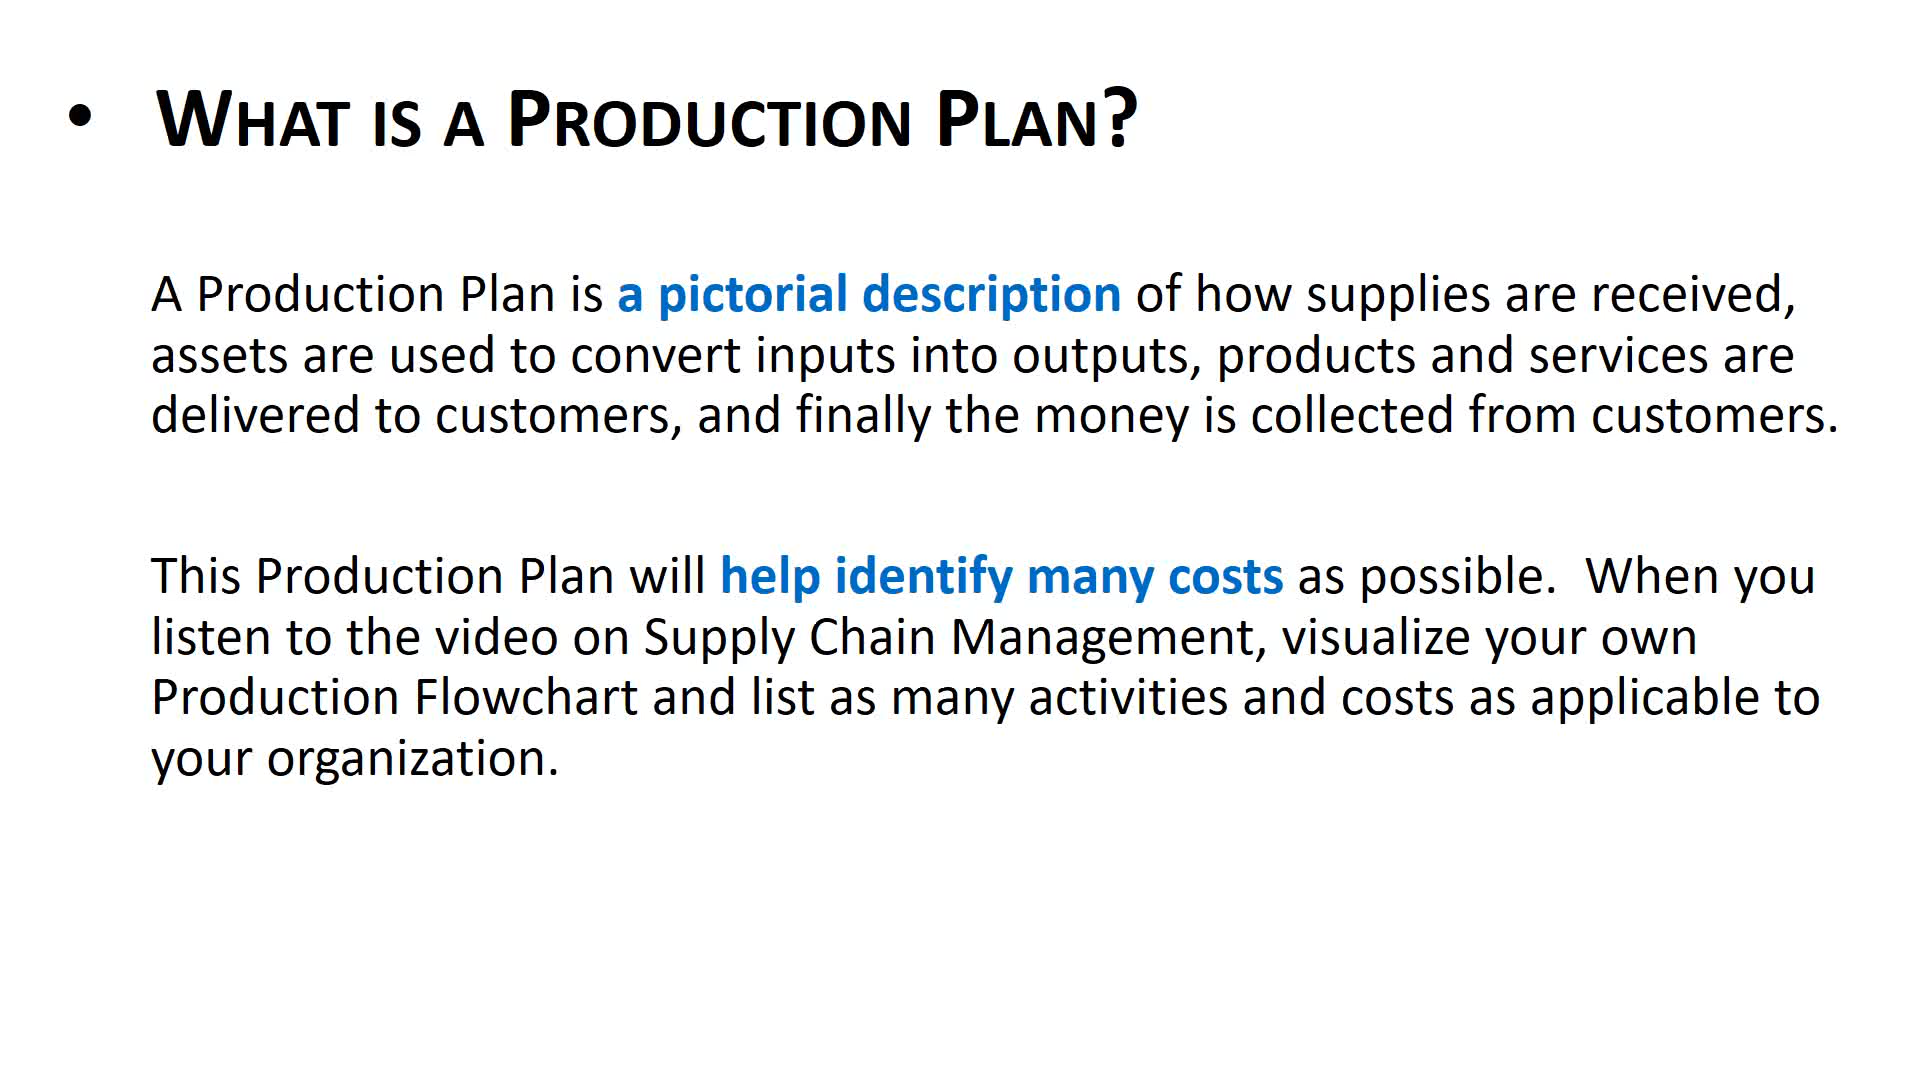 • What is a Production Plan?
A Production Plan is a pictorial description of how supplies are received,
assets are used to convert inputs into outputs, products and services are
delivered to customers, and finally the money is collected from customers.
This Production Plan will help identify many costs as possible.  When you
listen to the video on Supply Chain Management, visualize your own
Production Flowchart and list as many activities and costs as applicable to
your organization.